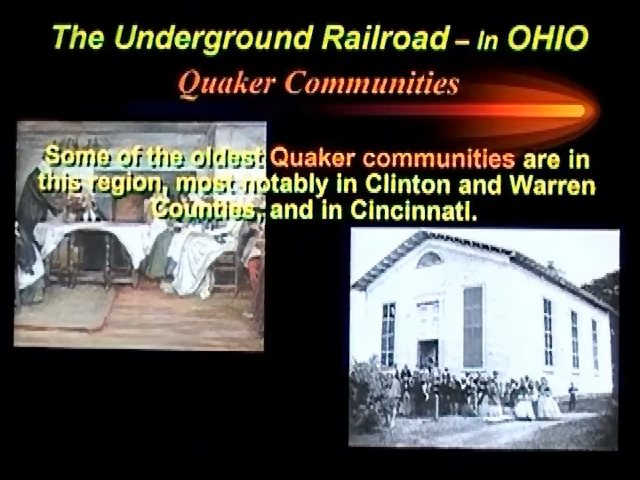 The Underground Railroad – In OHIO
Quaker Communities
Some of the oldest Quaker communities are in
this region, most notably in Clinton and Warren
Counties, and in Cincinnati.